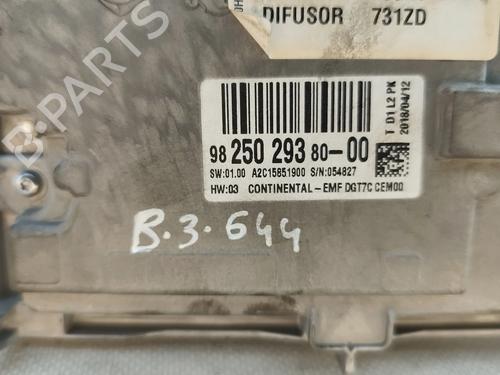 DIFUSOR 731ZD
T D1 L2 PK
2018/04/12
98 250 293 80-00
SW:01.00 A2C15851900 S/N:054827
HW:03 CONTINENTAL-EMF DGT7C CEM00
B.3.644